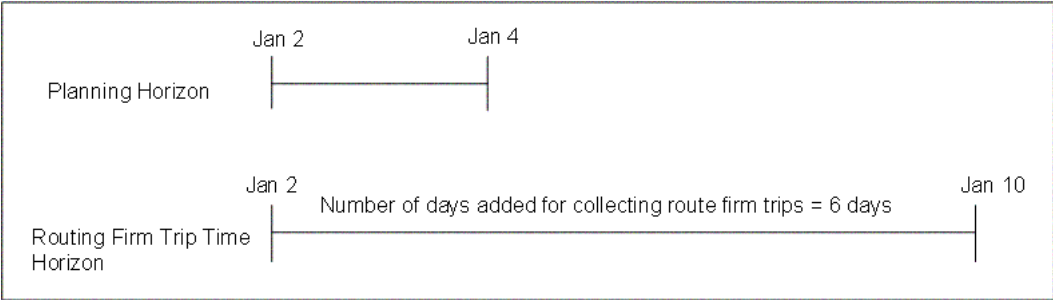 Jan 2
Jan 4
Planning Horizon
Jan 2
Jan 10
Number of days added for collecting route firm trips = 6 days
Routing Firm Trip Time
Horizon